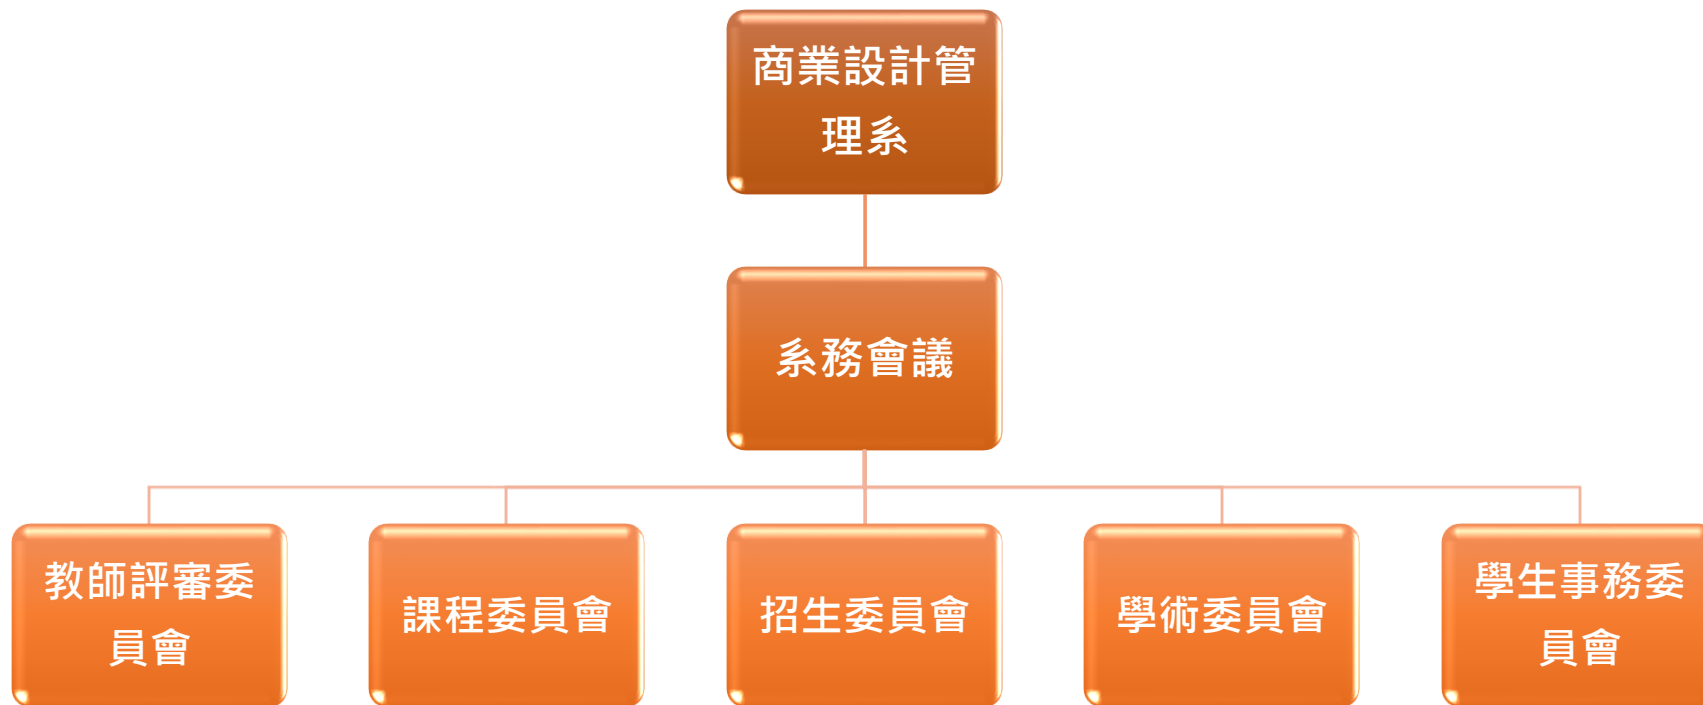 商業設計管
理系
系務會議
教師評審委
員會
課程委員會
招生委員會
學術委員會
學生事務委
員會